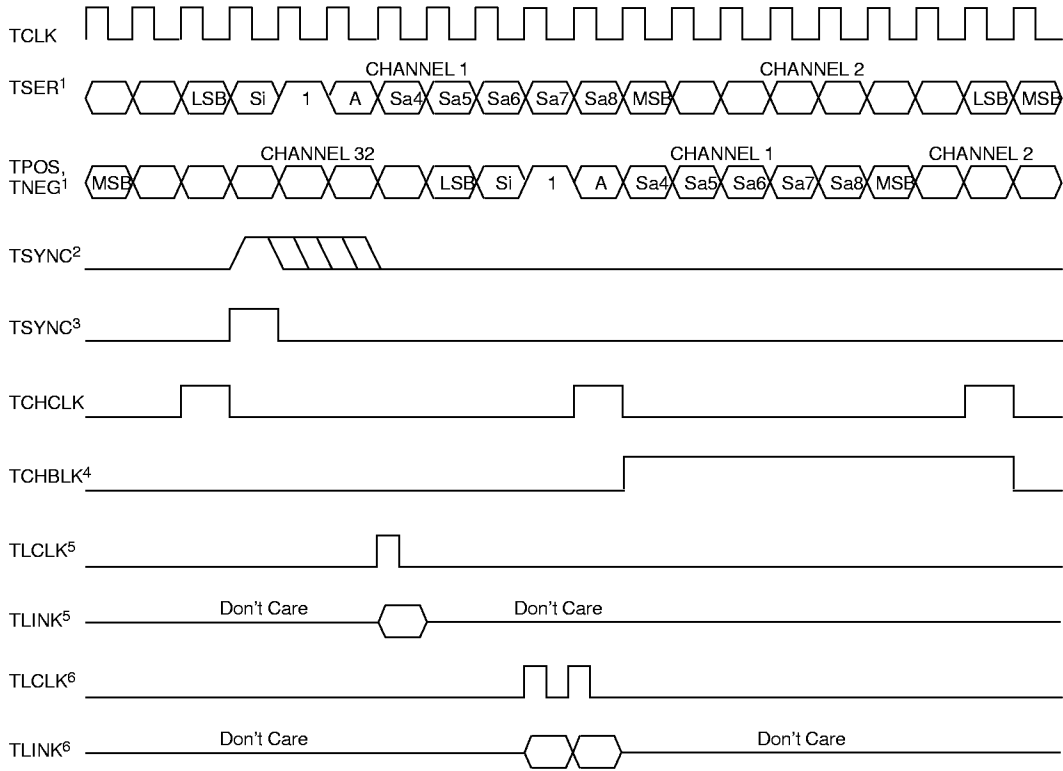 TCLK
CHANNEL 1 CHANNEL 2
TSER1 LSB Si 1 A Sa4 Sa5 Sa6 Sa7 Sa8 MSB LSB MSB
CHANNEL 32 CHANNEL 1 CHANNEL 2
TPOS,
TNEG1 MSB LSB Si 1 A Sa4 Sa5 Sa6 Sa7 Sa8 MSB
TSYNC2
TSYNC3
TCHCLK
TCHBLK4
TLCLK5
TLINK5 Don't Care Don't Care
TLCLK6
TLINK6 Don't Care Don't Care